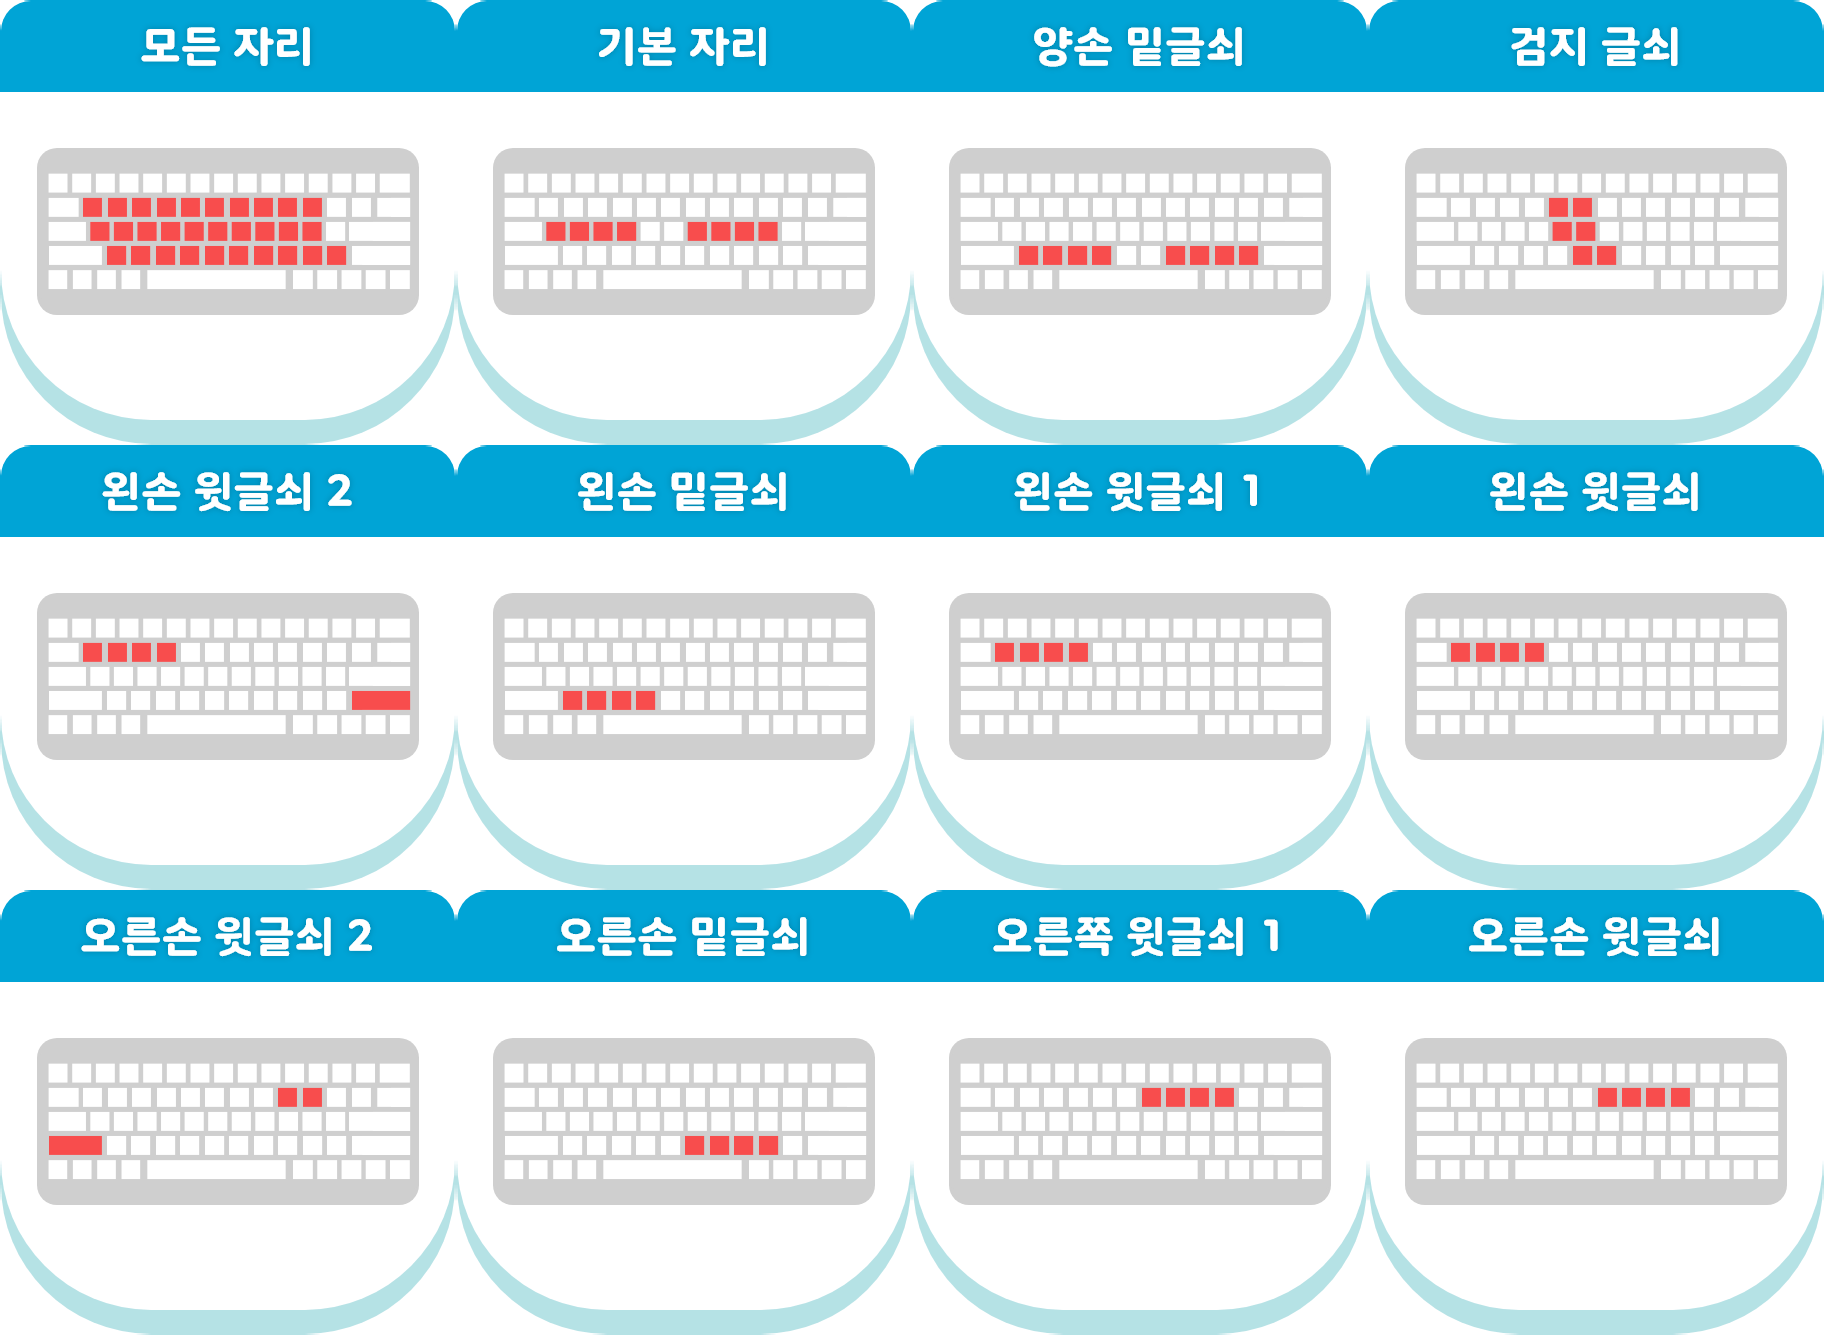 모든 자리
기본 자리
양손 밑글쇠
검지 글쇠
왼손 윗글쇠 2
왼손 밑글쇠
왼손 윗글쇠 1
왼손 윗글쇠
오른손 윗글쇠 2
오른손 밑글쇠
오른쪽 윗글쇠 1
오른손 윗글쇠